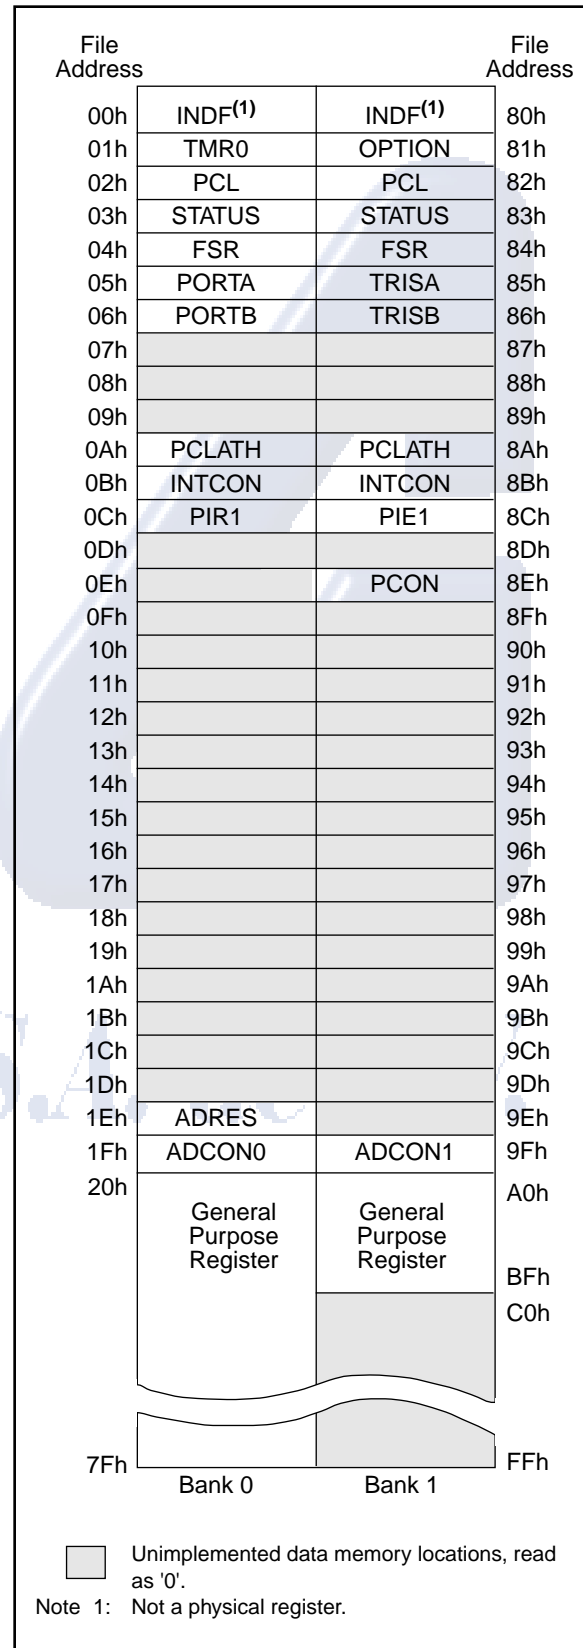 File Address File Address
00h INDF(1) INDF(1) 80h
01h TMR0 OPTION 81h
02h PCL PCL 82h
03h STATUS STATUS 83h
04h FSR FSR 84h
05h PORTA TRISA 85h
06h PORTB TRISB 86h
07h 87h
08h 88h
09h 89h
0Ah PCLATH PCLATH 8Ah
0Bh INTCON INTCON 8Bh
0Ch PIR1 PIE1 8Ch
0Dh 8Dh
0Eh PCON 8Eh
0Fh 8Fh
10h 90h
11h 91h
12h 92h
13h 93h
14h 94h
15h 95h
16h 96h
17h 97h
18h 98h
19h 99h
1Ah 9Ah
1Bh 9Bh
1Ch 9Ch
1Dh 9Dh
1Eh ADRES 9Eh
1Fh ADCON0 ADCON1 9Fh
20h General Purpose Register General Purpose Register A0h
BFh
C0h
7Fh FFh
Bank 0 Bank 1
Unimplemented data memory locations, read
as '0'.
Note 1: Not a physical register.